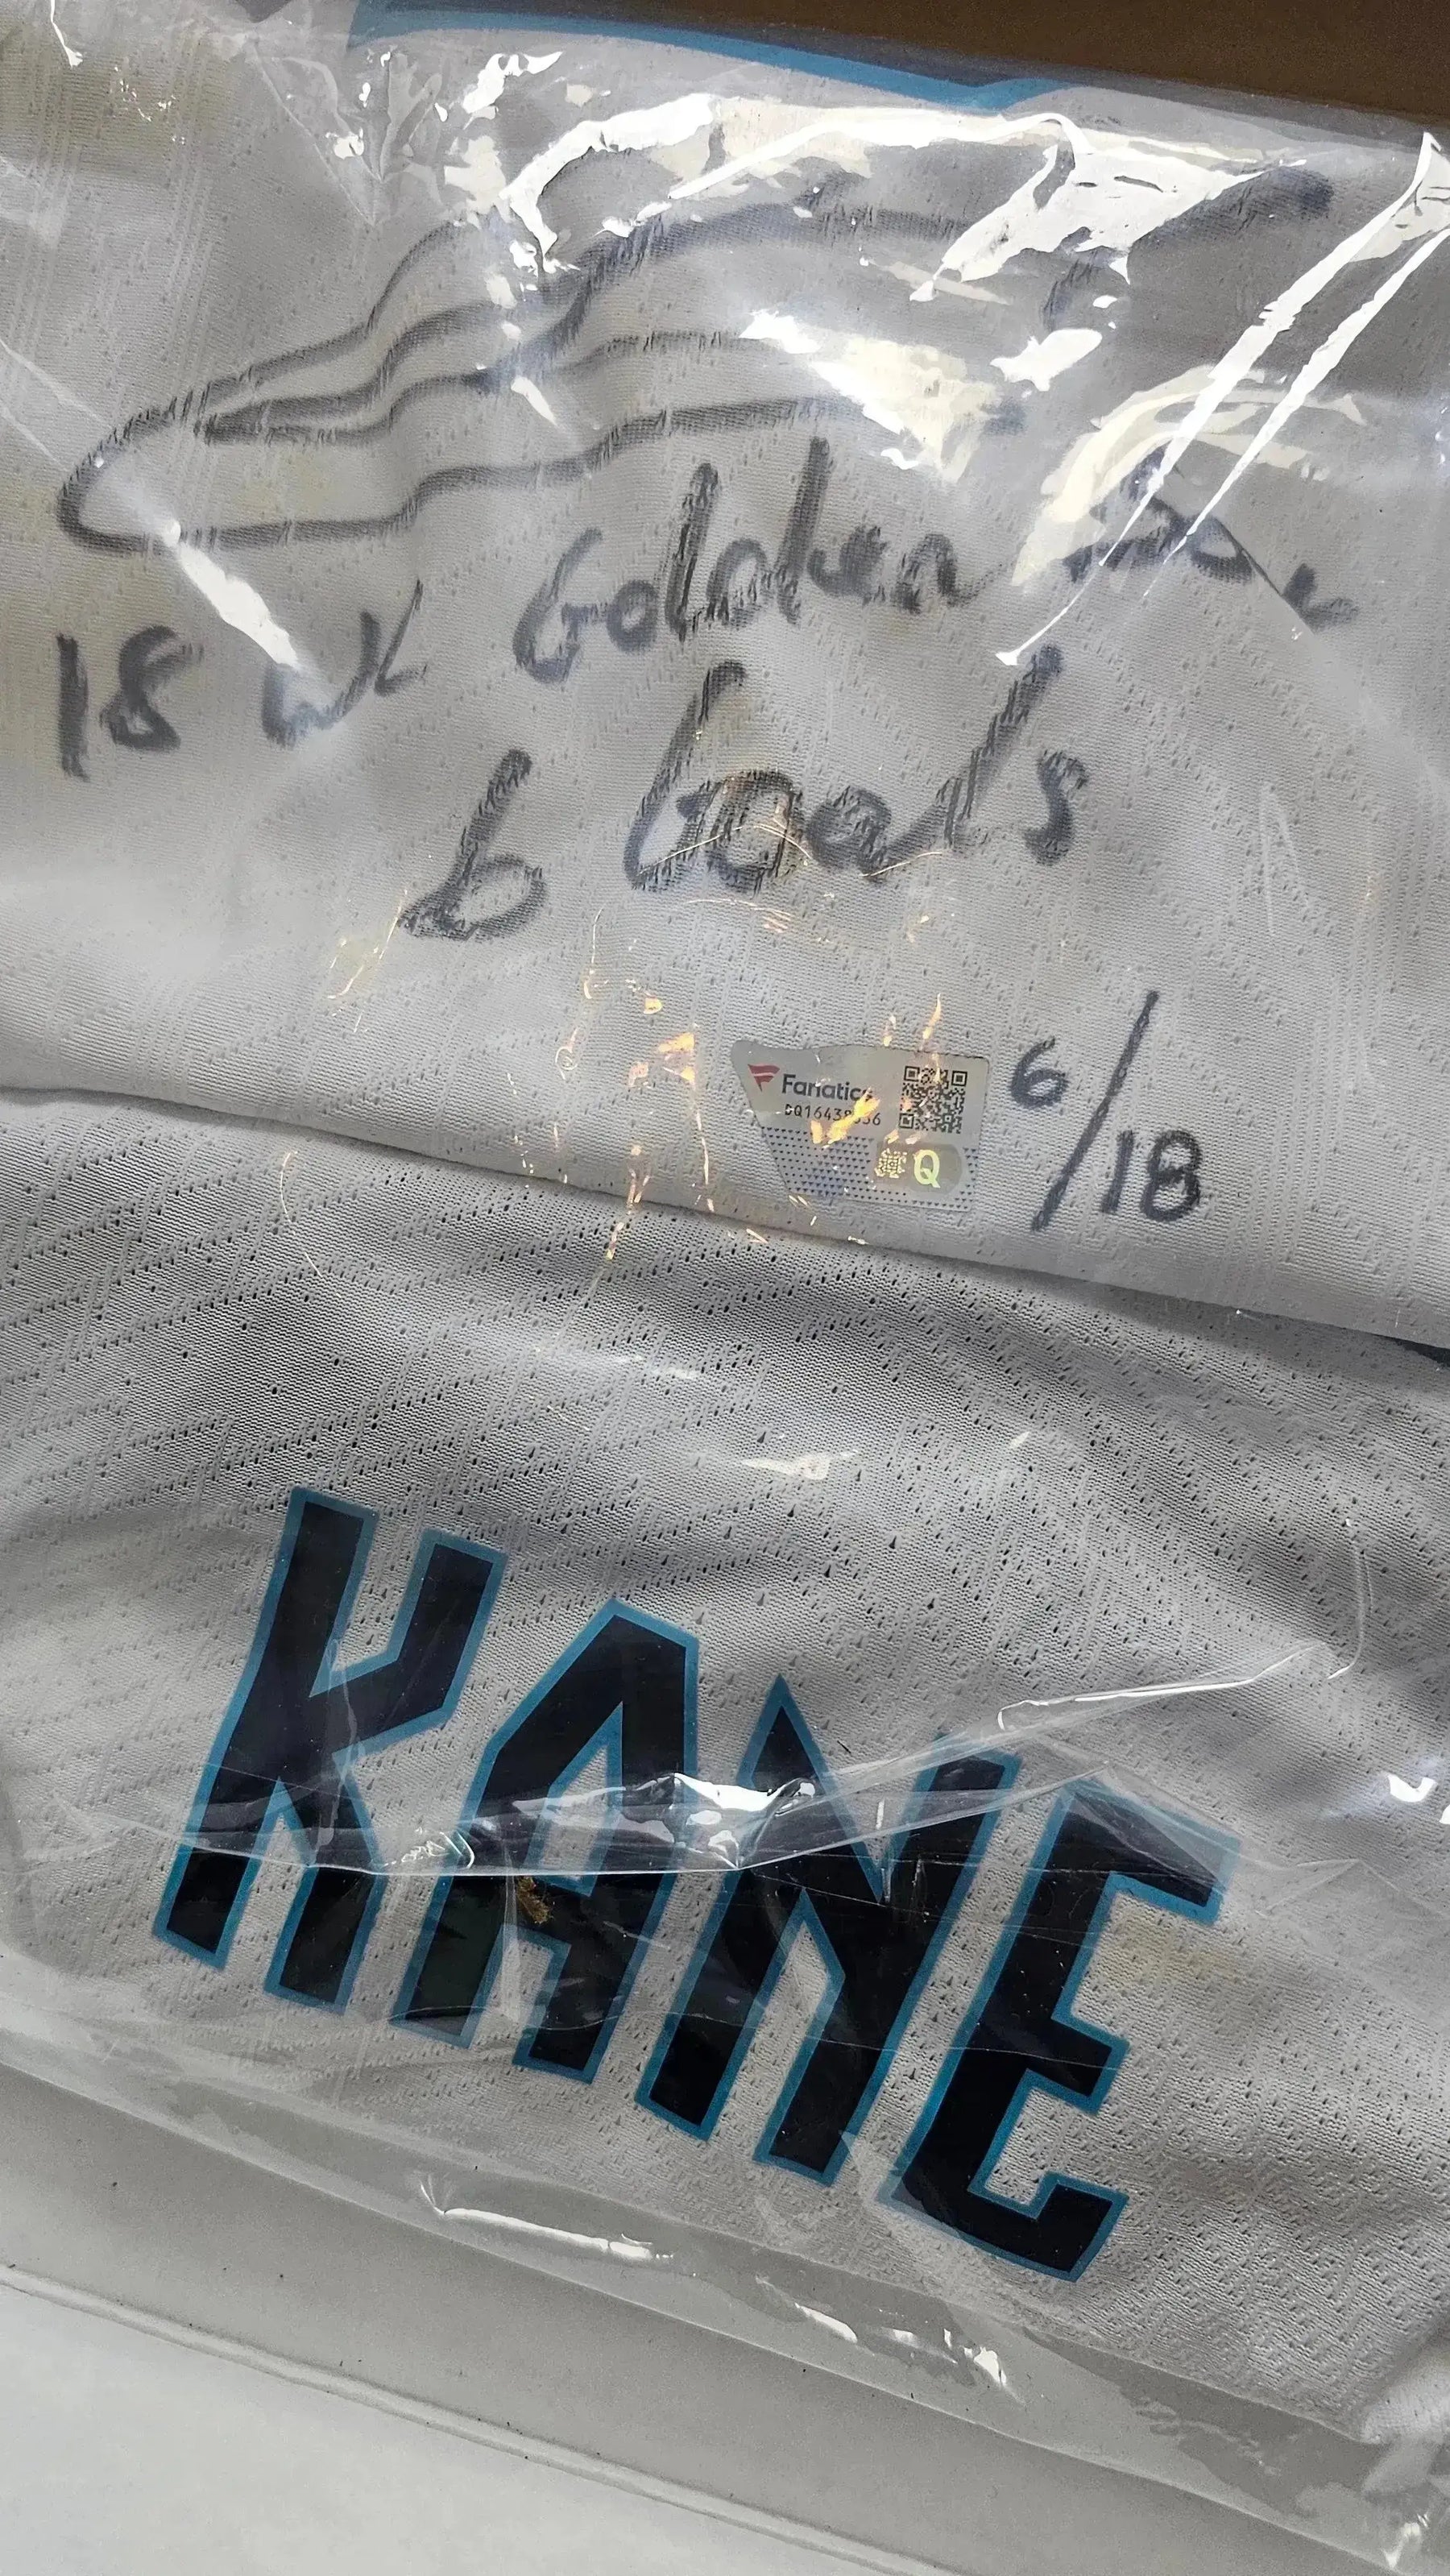 18 WC Golden
6 Goals
Fanatics
Q
6/18
KANE